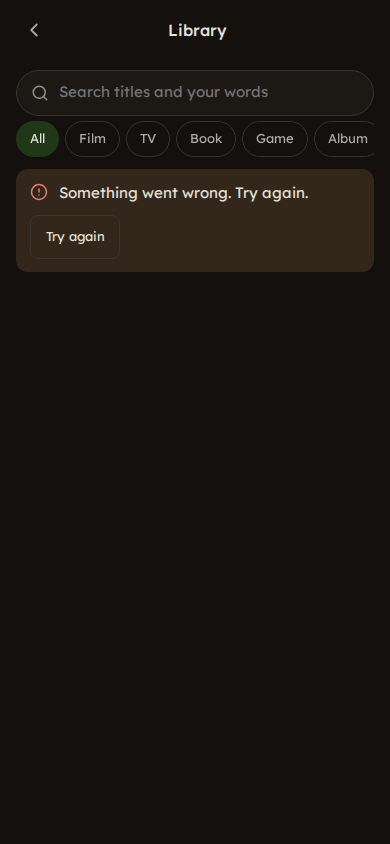 Library
Search titles and your words
All
Film
TV
Book
Game
Album
Something went wrong. Try again.
Try again